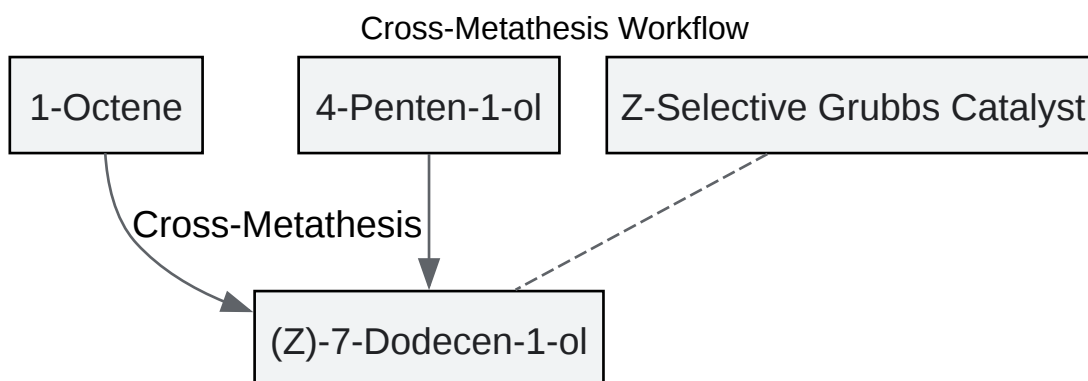 Cross-Metathesis Workflow
1-Octene
4-Penten-1-ol
Z-Selective Grubbs Catalyst
Cross-Metathesis
(Z)-7-Dodecen-1-ol